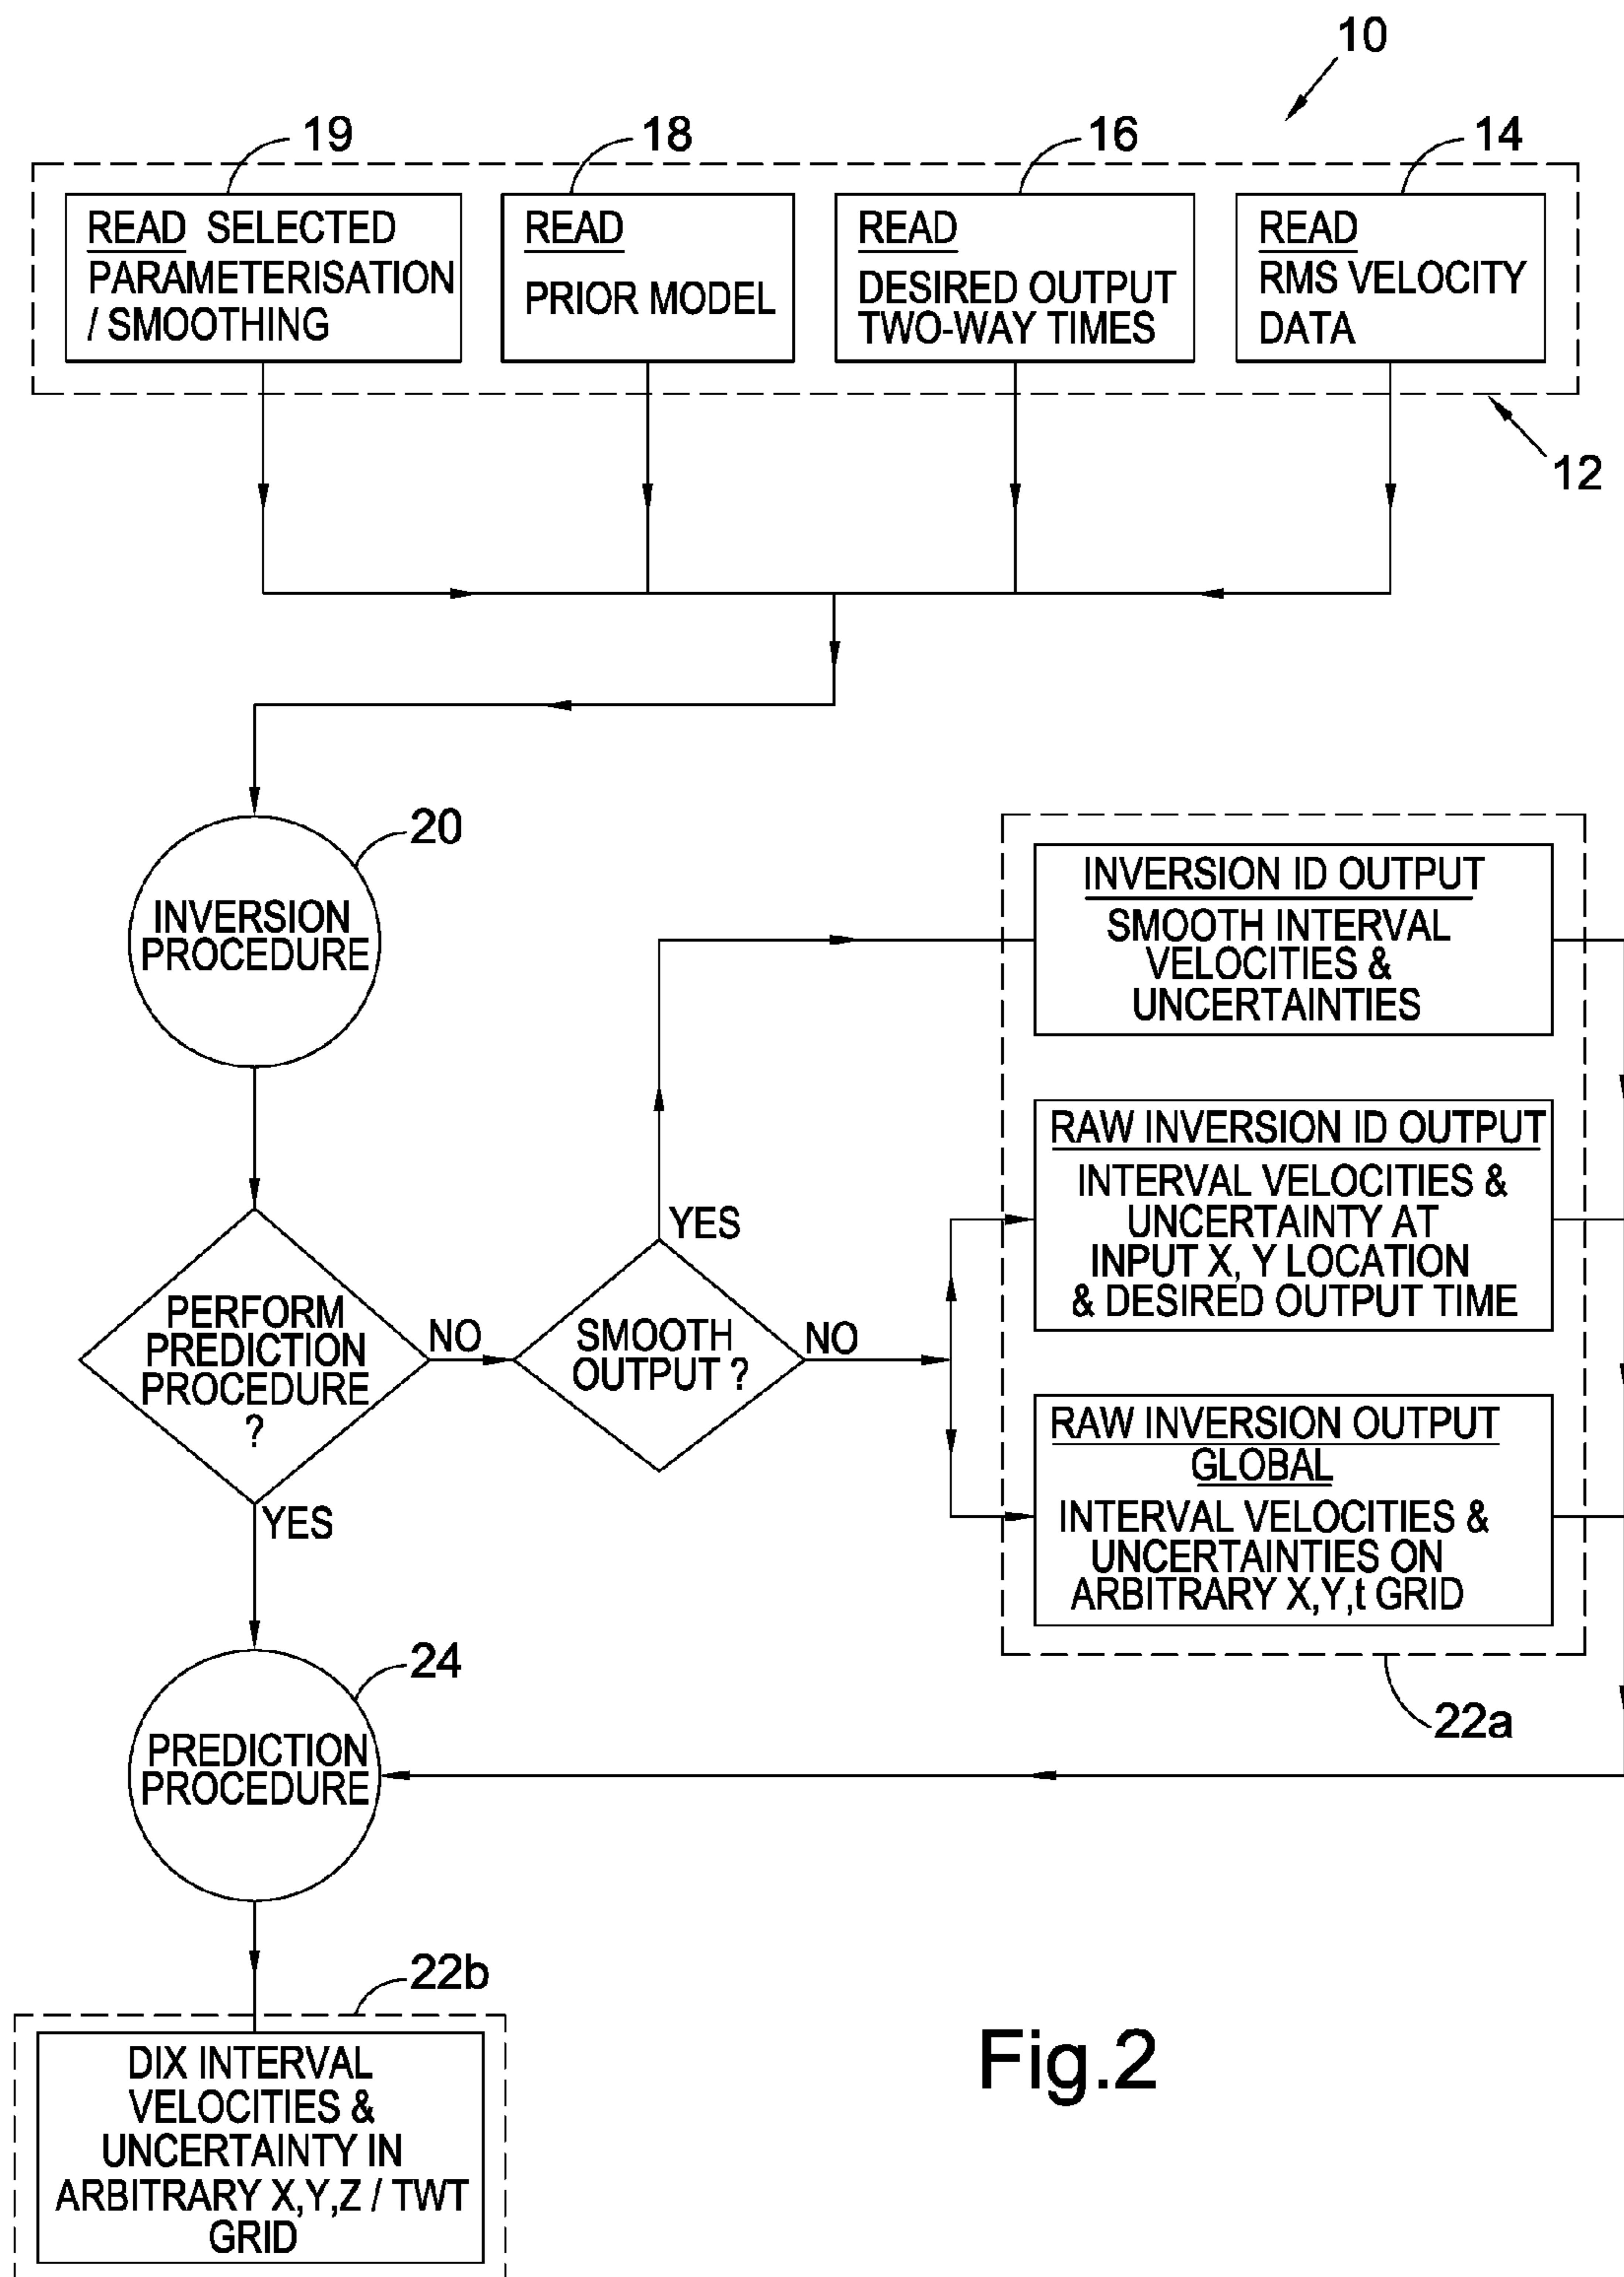 10
19
18
16
14
READ SELECTED
PARAMETERISATION
/ SMOOTHING
READ
PRIOR MODEL
READ
DESIRED OUTPUT
TWO-WAY TIMES
READ
RMS VELOCITY
DATA
12
20
INVERSION
PROCEDURE
INVERSION ID OUTPUT
SMOOTH INTERVAL
VELOCITIES &
UNCERTAINTIES
RAW INVERSION ID OUTPUT
INTERVAL VELOCITIES &
UNCERTAINTY AT
INPUT X, Y LOCATION
& DESIRED OUTPUT TIME
YES
PERFORM
PREDICTION
PROCEDURE
?
NO
SMOOTH
OUTPUT ?
NO
RAW INVERSION OUTPUT
GLOBAL
INTERVAL VELOCITIES &
UNCERTAINTIES ON
ARBITRARY X,Y,t GRID
YES
24
22a
PREDICTION
PROCEDURE
22b
DIX INTERVAL
VELOCITIES &
UNCERTAINTY IN
ARBITRARY X,Y,Z / TWT
GRID
Fig.2